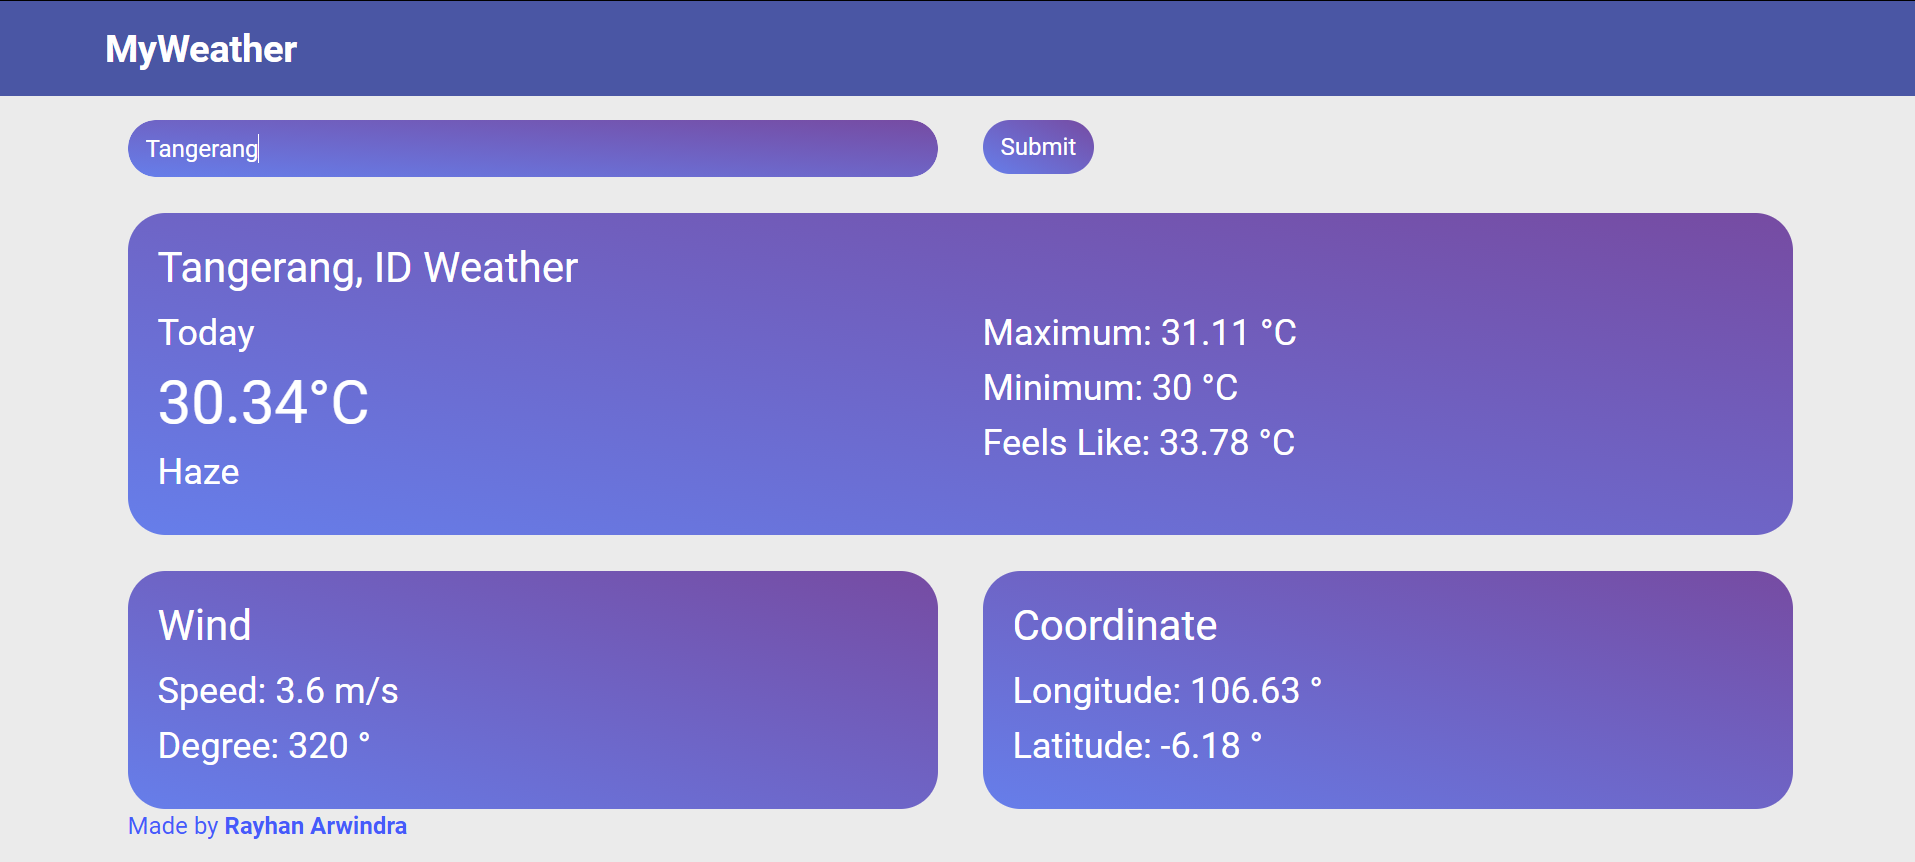 MyWeather
Tangerang
Submit
Tangerang, ID Weather
Today
30.34°C
Haze
Maximum: 31.11 °C
Minimum: 30 °C
Feels Like: 33.78 °C
Wind
Speed: 3.6 m/s
Degree: 320 °
Coordinate
Longitude: 106.63 °
Latitude: -6.18 °
Made by Rayhan Arwindra